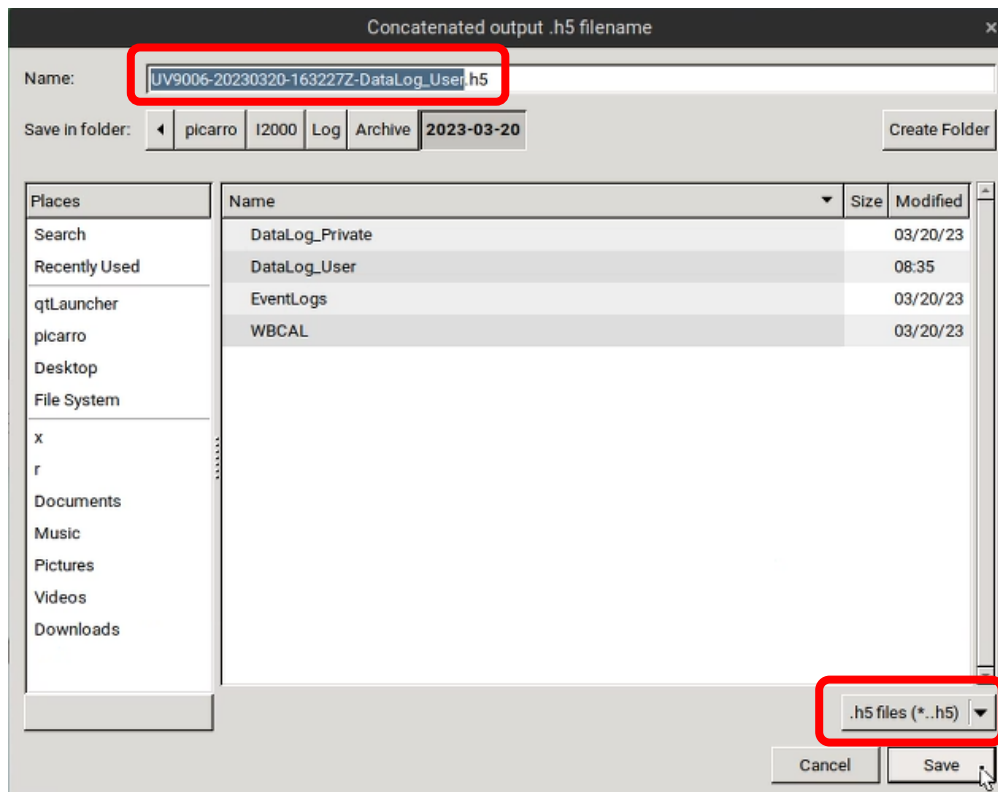 Concatenated output .h5 filename ×
Name: UV9006-20230320-163227Z-DataLog_User.h5
Save in folder: picarro I2000 Log Archive 2023-03-20 Create Folder
Places Name Size Modified
Search DataLog_Private 03/20/23
Recently Used DataLog_User 08:35
qtLauncher EventLogs 03/20/23
picarro WBCAL 03/20/23
Desktop
File System
x
r
Documents
Music
Pictures
Videos
Downloads
.h5 files (*..h5)
Cancel Save